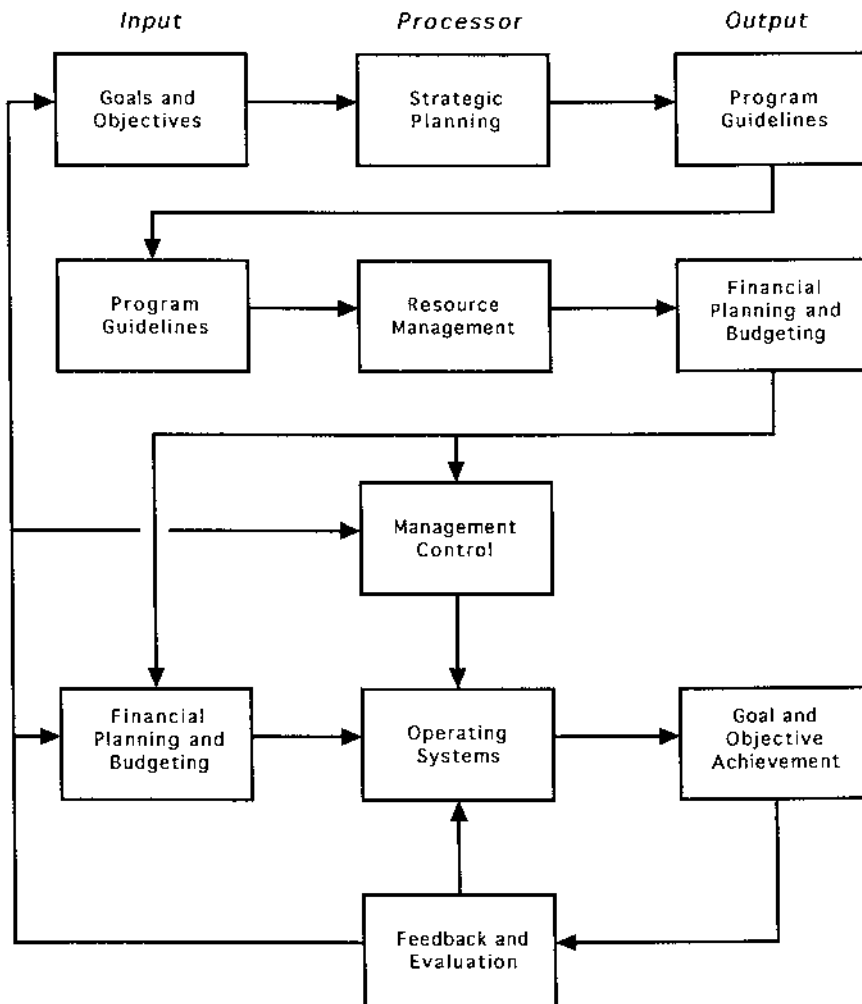 Input
Processor
Output
Goals and
Objectives
Strategic
Planning
Program
Guidelines
Program
Guidelines
Resource
Management
Financial
Planning and
Budgeting
Management
Control
Financial
Planning and
Budgeting
Operating
Systems
Goal and
Objective
Achievement
Feedback and
Evaluation